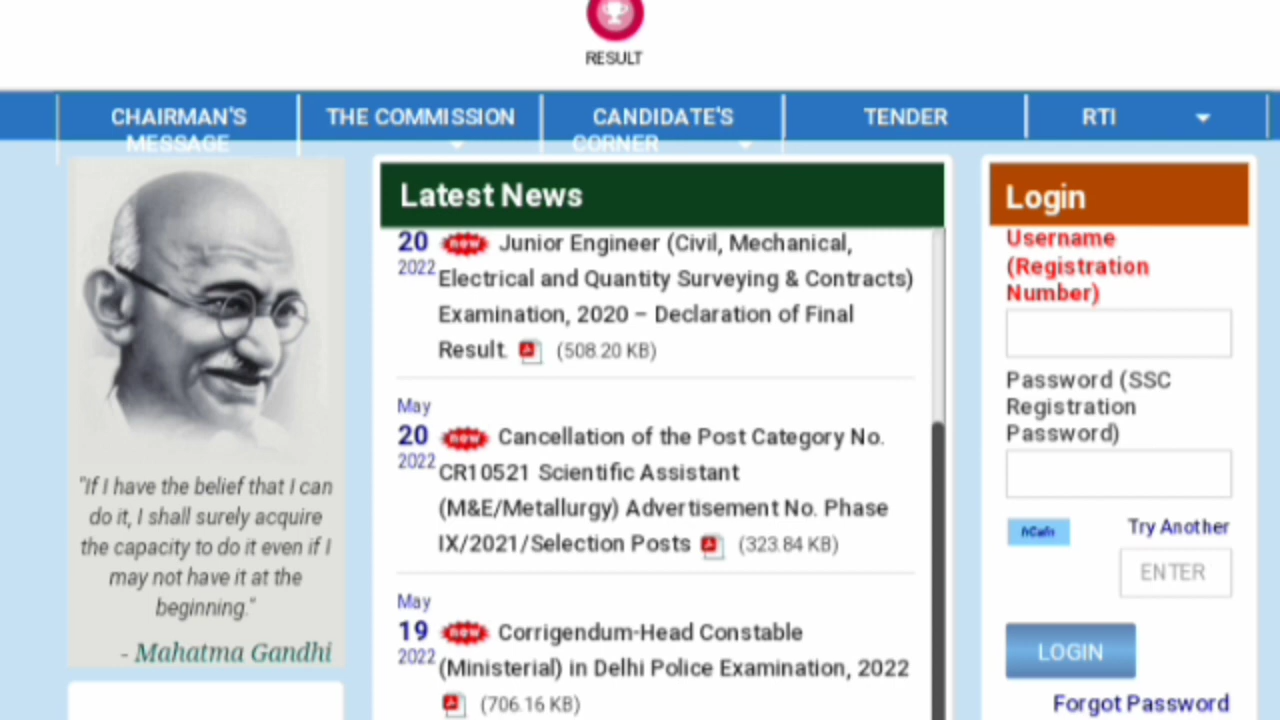 RESULT
CHAIRMAN'S
MESSAGE
THE COMMISSION
CANDIDATE'S
CORNER
TENDER
RTI
"If I have the belief that I can
do it, I shall surely acquire
the capacity to do it even if I
may not have it at the
beginning."
- Mahatma Gandhi
Latest News
20 new Junior Engineer (Civil, Mechanical,
2022 Electrical and Quantity Surveying & Contracts)
Examination, 2020 – Declaration of Final
Result (508.20 KB)
May
20 new Cancellation of the Post Category No.
2022 CR10521 Scientific Assistant
(M&E/Metallurgy) Advertisement No. Phase
IX/2021/Selection Posts (323.84 KB)
May
19 new Corrigendum-Head Constable
2022 (Ministerial) in Delhi Police Examination, 2022
(706.16 KB)
Login
Username
(Registration
Number)
Password (SSC
Registration
Password)
Try Another
ENTER
LOGIN
Forgot Password